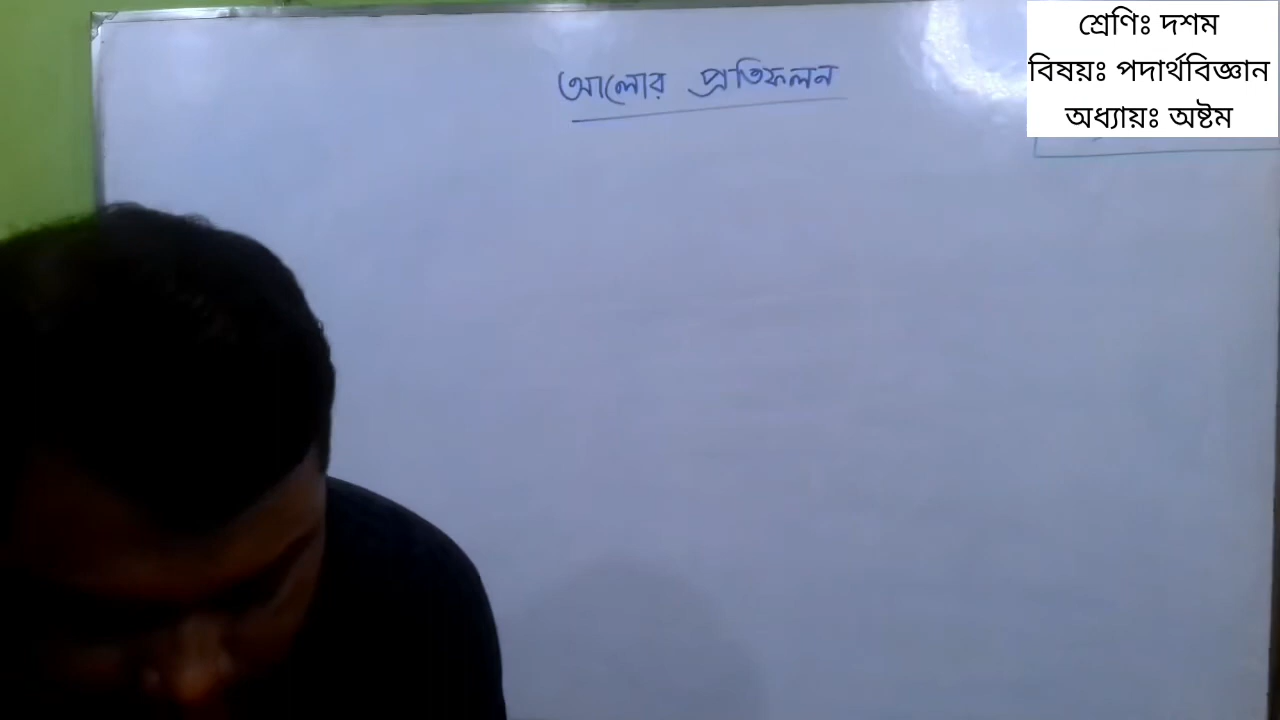 আলোর প্রতিফলন
শ্রেণিঃ দশম
বিষয়ঃ পদার্থবিজ্ঞান
অধ্যায়ঃ অষ্টম